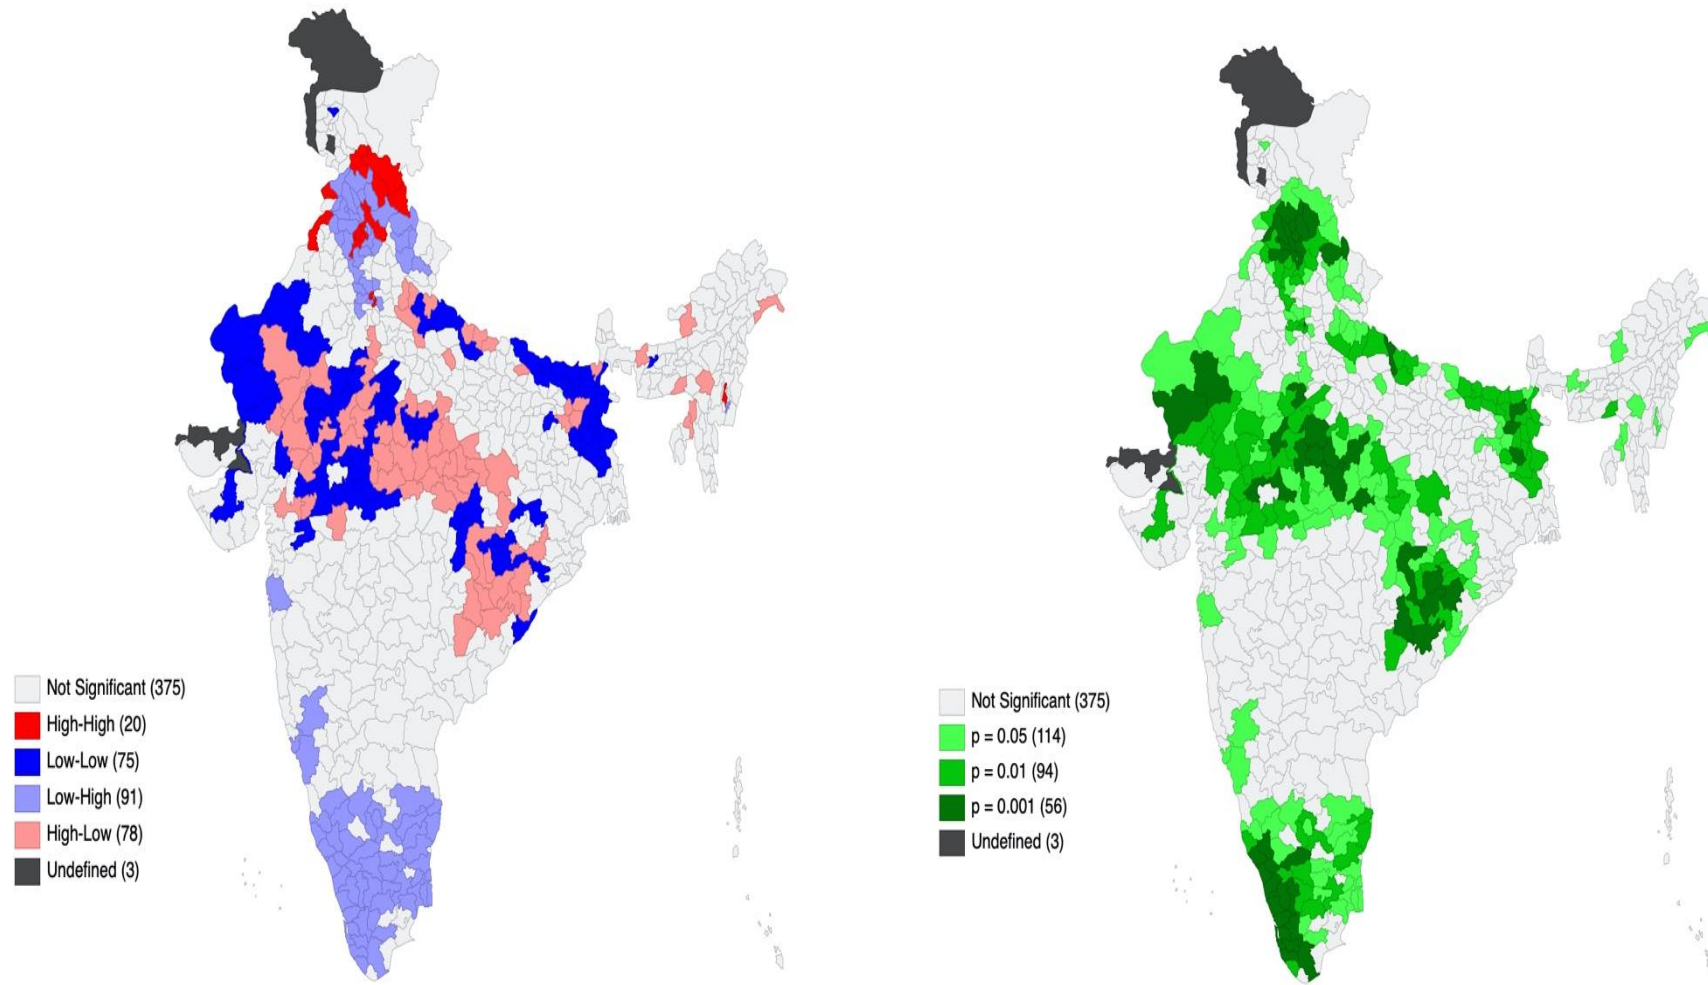 Not Significant (375)
High-High (20)
Low-Low (75)
Low-High (91)
High-Low (78)
Undefined (3)
Not Significant (375)
p = 0.05 (114)
p = 0.01 (94)
p = 0.001 (56)
Undefined (3)